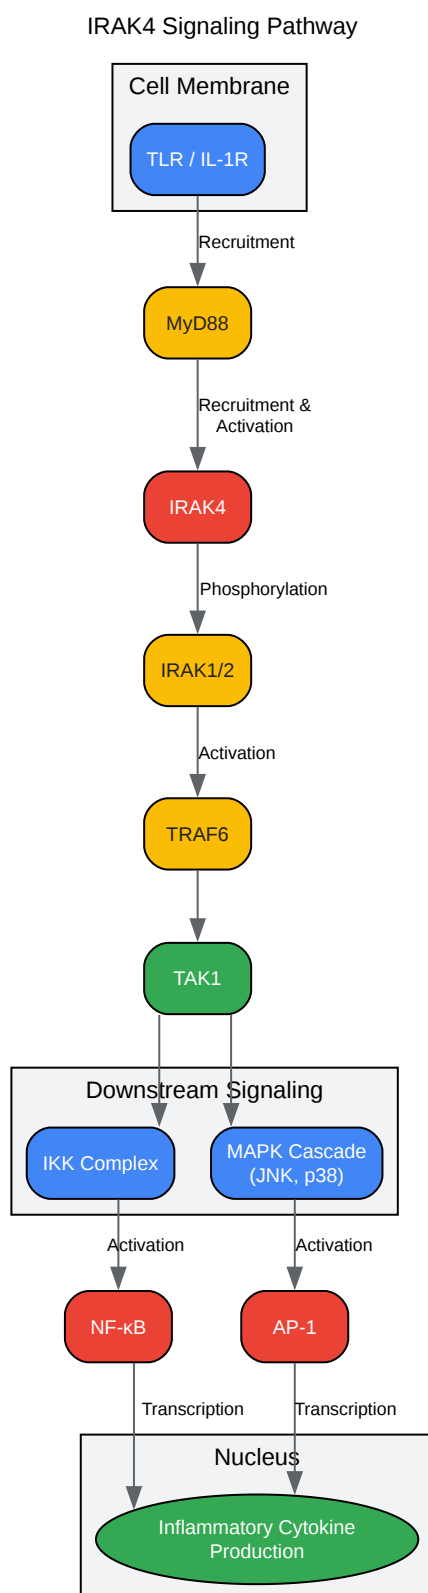 IRAK4 Signaling Pathway
Cell Membrane
TLR / IL-1R
Recruitment
MyD88
Recruitment &
Activation
IRAK4
Phosphorylation
IRAK1/2
Activation
TRAF6
TAK1
Downstream Signaling
IKK Complex
MAPK Cascade
(JNK, p38)
Activation
Activation
NF-κB
AP-1
Transcription
Transcription
Nucleus
Inflammatory Cytokine
Production